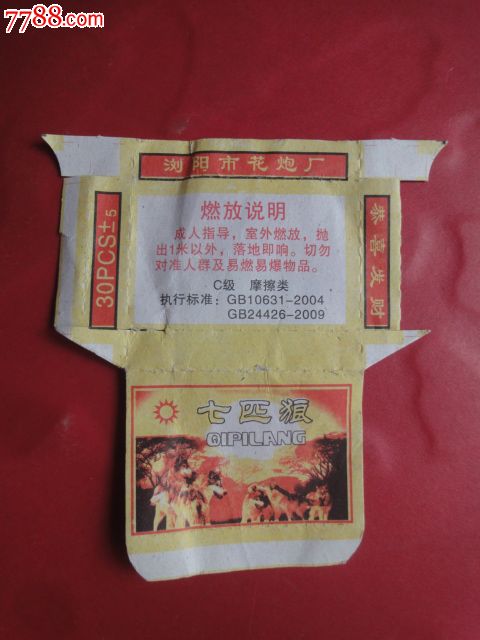 7788.com
浏阳市花炮厂
30PCS±5
燃放说明
成人指导，室外燃放，抛
出1米以外，落地即响。切勿
对准人群及易燃易爆物品。
C级 摩擦类
执行标准：GB10631-2004
GB24426-2009
恭喜发财
七匹狼
QIPILANG